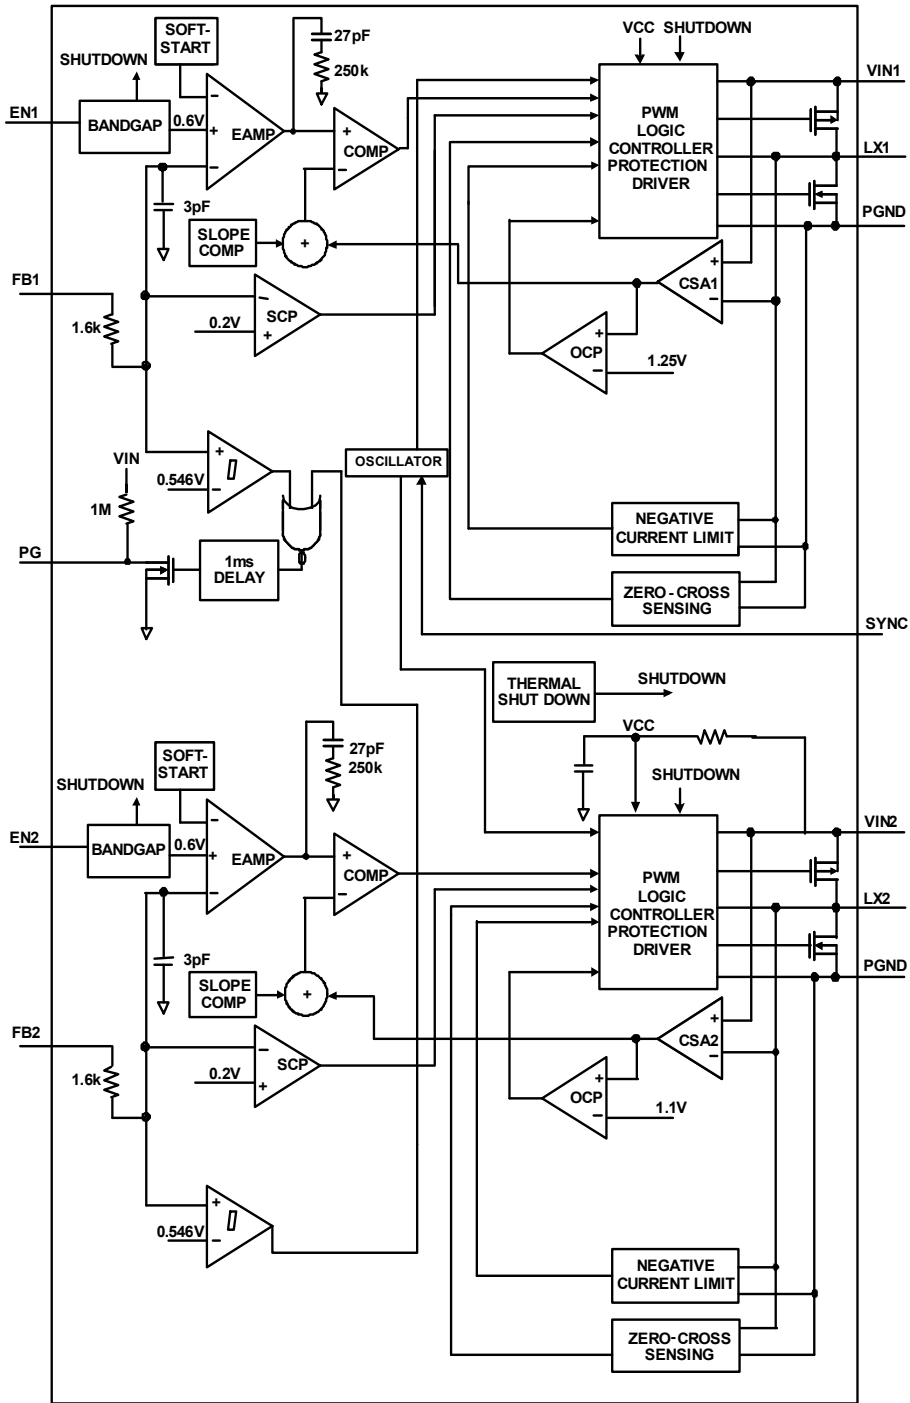 SOFT-
START
27pF
250k
VCC SHUTDOWN
SHUTDOWN
VIN1
EN1
BANDGAP
0.6V
−
+
−
EAMP
+
−
COMP
PWM
LOGIC
CONTROLLER
PROTECTION
DRIVER
LX1
3pF
SLOPE
COMP
+
PGND
FB1
1.6k
−
+
SCP
0.2V
+
−
CSA1
+
−
OCP
1.25V
VIN
1M
+
−
0.546V
OSCILLATOR
PG
1ms
DELAY
NEGATIVE
CURRENT LIMIT
ZERO-CROSS
SENSING
SYNC
THERMAL
SHUT DOWN
SHUTDOWN
SOFT-
START
27pF
250k
VCC
SHUTDOWN
SHUTDOWN
VIN2
EN2
BANDGAP
0.6V
−
+
−
EAMP
+
−
COMP
PWM
LOGIC
CONTROLLER
PROTECTION
DRIVER
LX2
3pF
SLOPE
COMP
+
PGND
FB2
1.6k
−
+
SCP
0.2V
+
−
CSA2
+
−
OCP
1.1V
+
−
0.546V
NEGATIVE
CURRENT LIMIT
ZERO-CROSS
SENSING